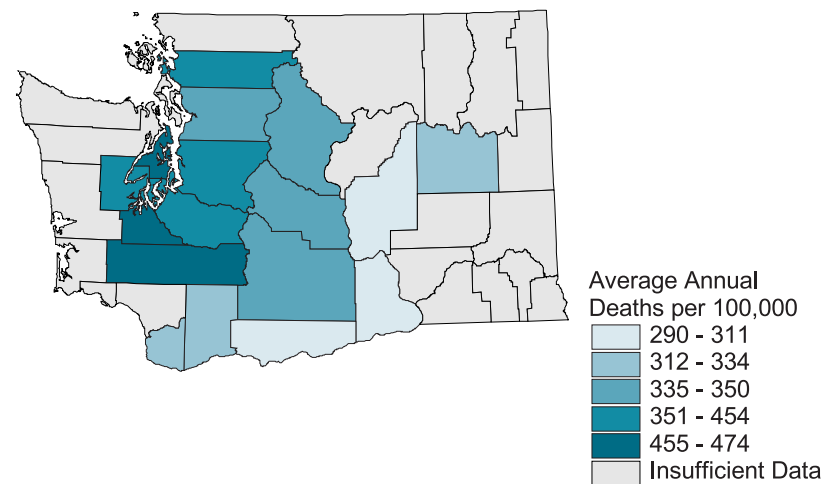 Average Annual
Deaths per 100,000
290 - 311
312 - 334
335 - 350
351 - 454
455 - 474
Insufficient Data